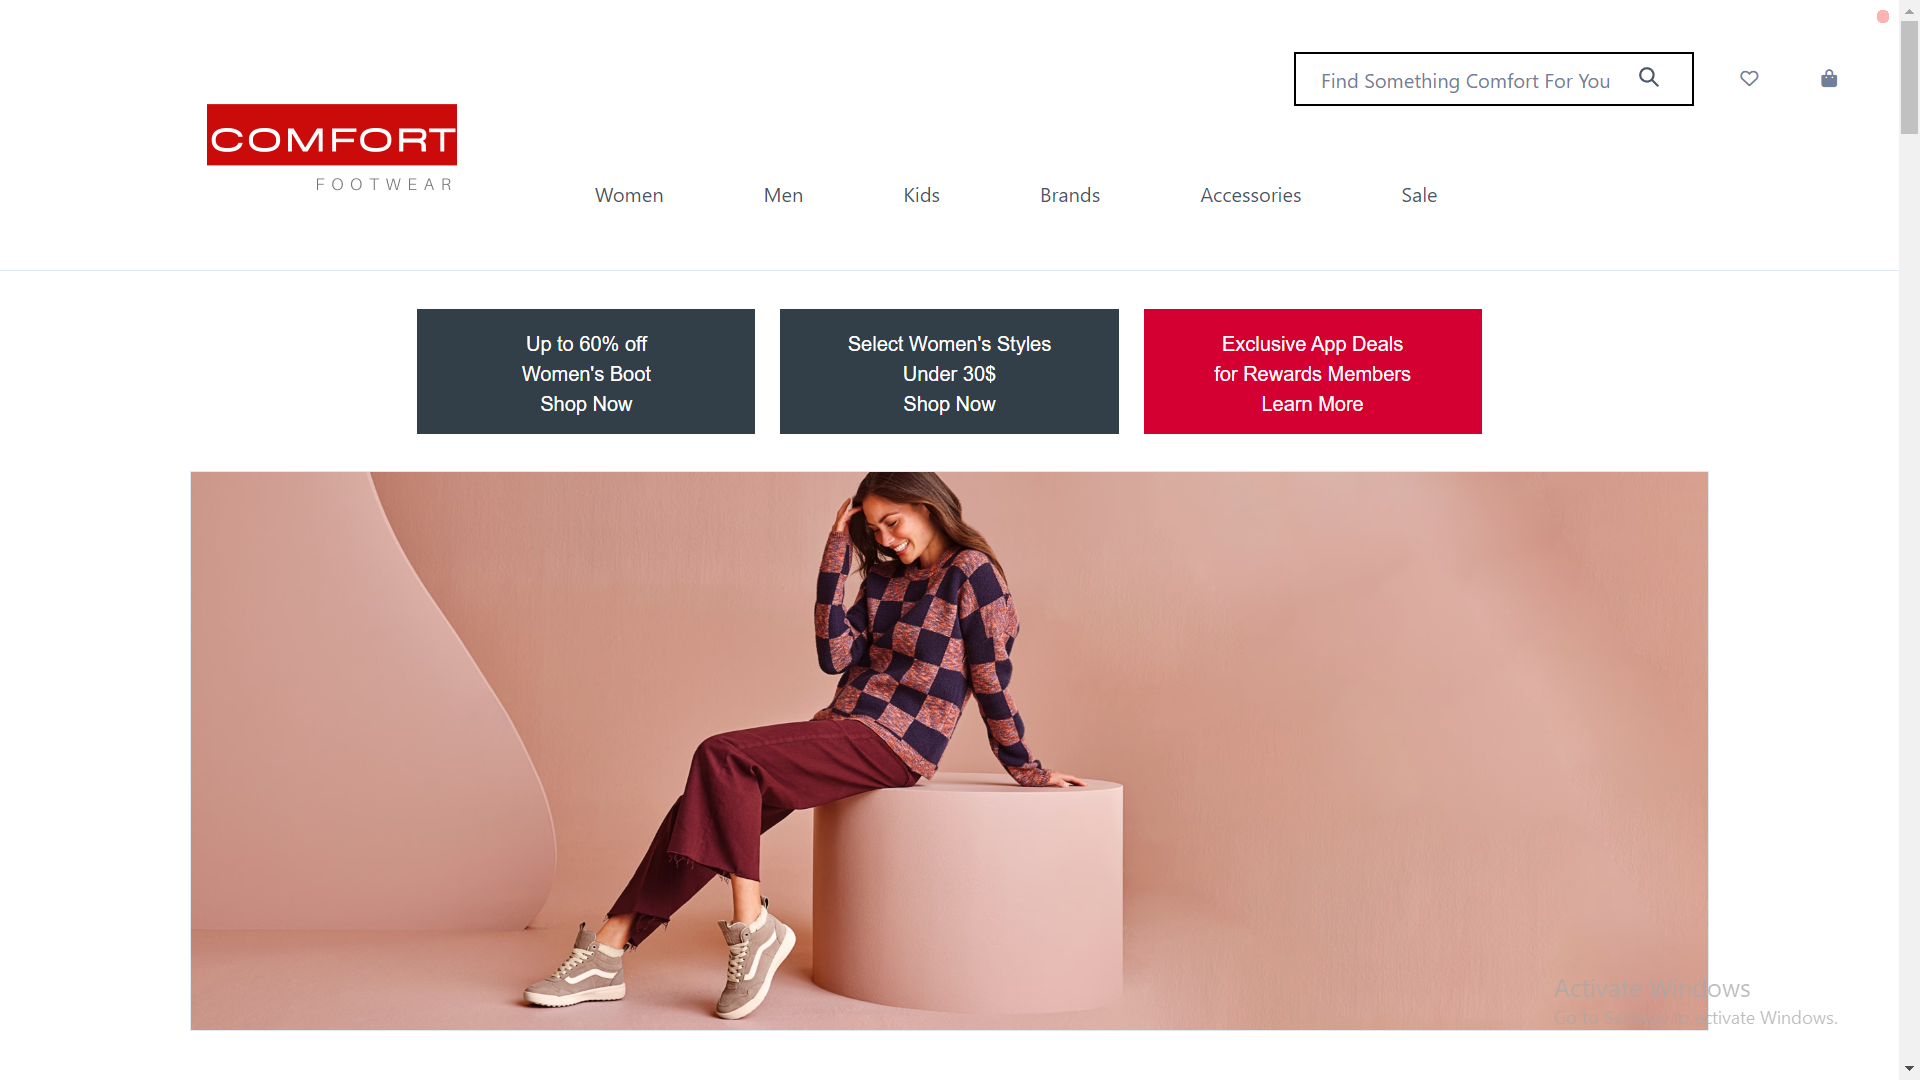 Find Something Comfort For You
COMFORT
FOOTWEAR
Women
Men
Kids
Brands
Accessories
Sale
Up to 60% off
Women's Boot
Shop Now
Select Women's Styles
Under 30$
Shop Now
Exclusive App Deals
for Rewards Members
Learn More
Activate Windows
Go to Settings to activate Windows.